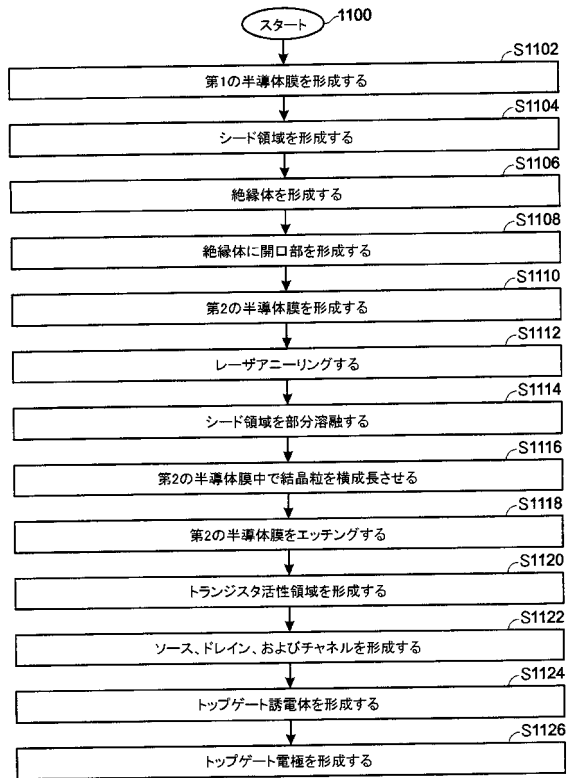 スタート
1100
S1102
第1の半導体膜を形成する
S1104
シード領域を形成する
S1106
絶縁体を形成する
S1108
絶縁体に開口部を形成する
S1110
第2の半導体膜を形成する
S1112
レーザアニーリングする
S1114
シード領域を部分溶融する
S1116
第2の半導体膜中で結晶粒を横成長させる
S1118
第2の半導体膜をエッチングする
S1120
トランジスタ活性領域を形成する
S1122
ソース、ドレイン、およびチャネルを形成する
S1124
トップゲート誘電体を形成する
S1126
トップゲート電極を形成する